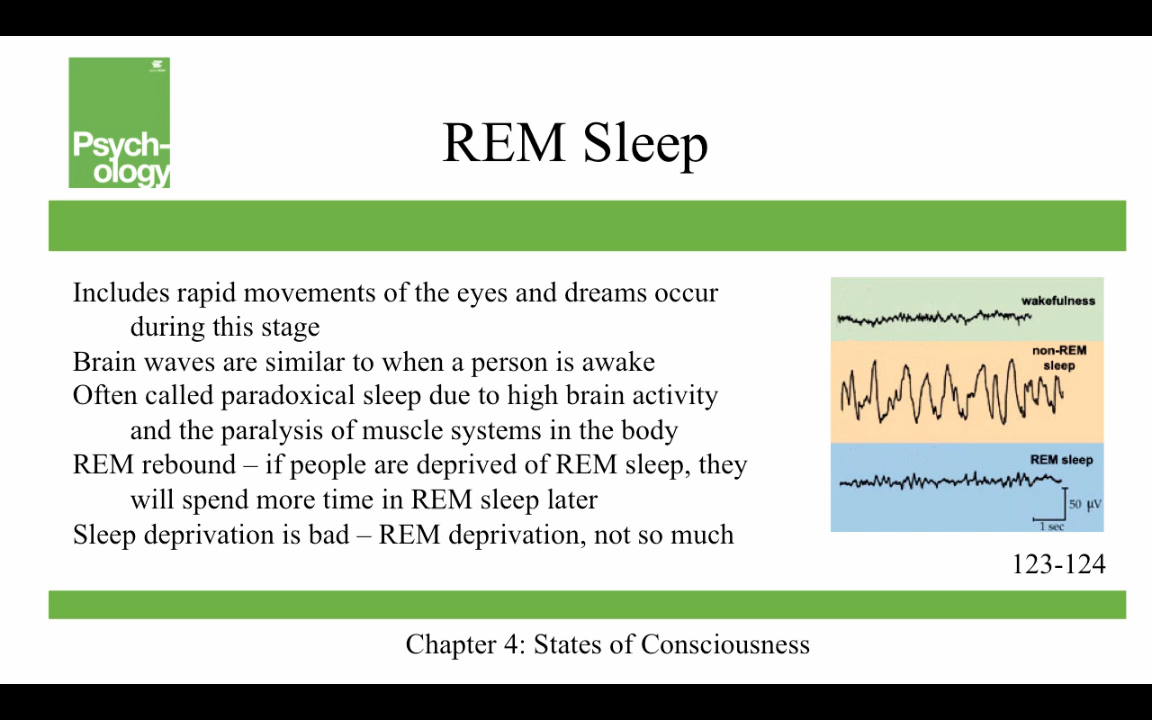 Psych-
ology
REM Sleep
Includes rapid movements of the eyes and dreams occur
during this stage
Brain waves are similar to when a person is awake
Often called paradoxical sleep due to high brain activity
and the paralysis of muscle systems in the body
REM rebound – if people are deprived of REM sleep, they
will spend more time in REM sleep later
Sleep deprivation is bad – REM deprivation, not so much
wakefulness
non-REM
sleep
REM sleep
50 µV
1 sec
123-124
Chapter 4: States of Consciousness